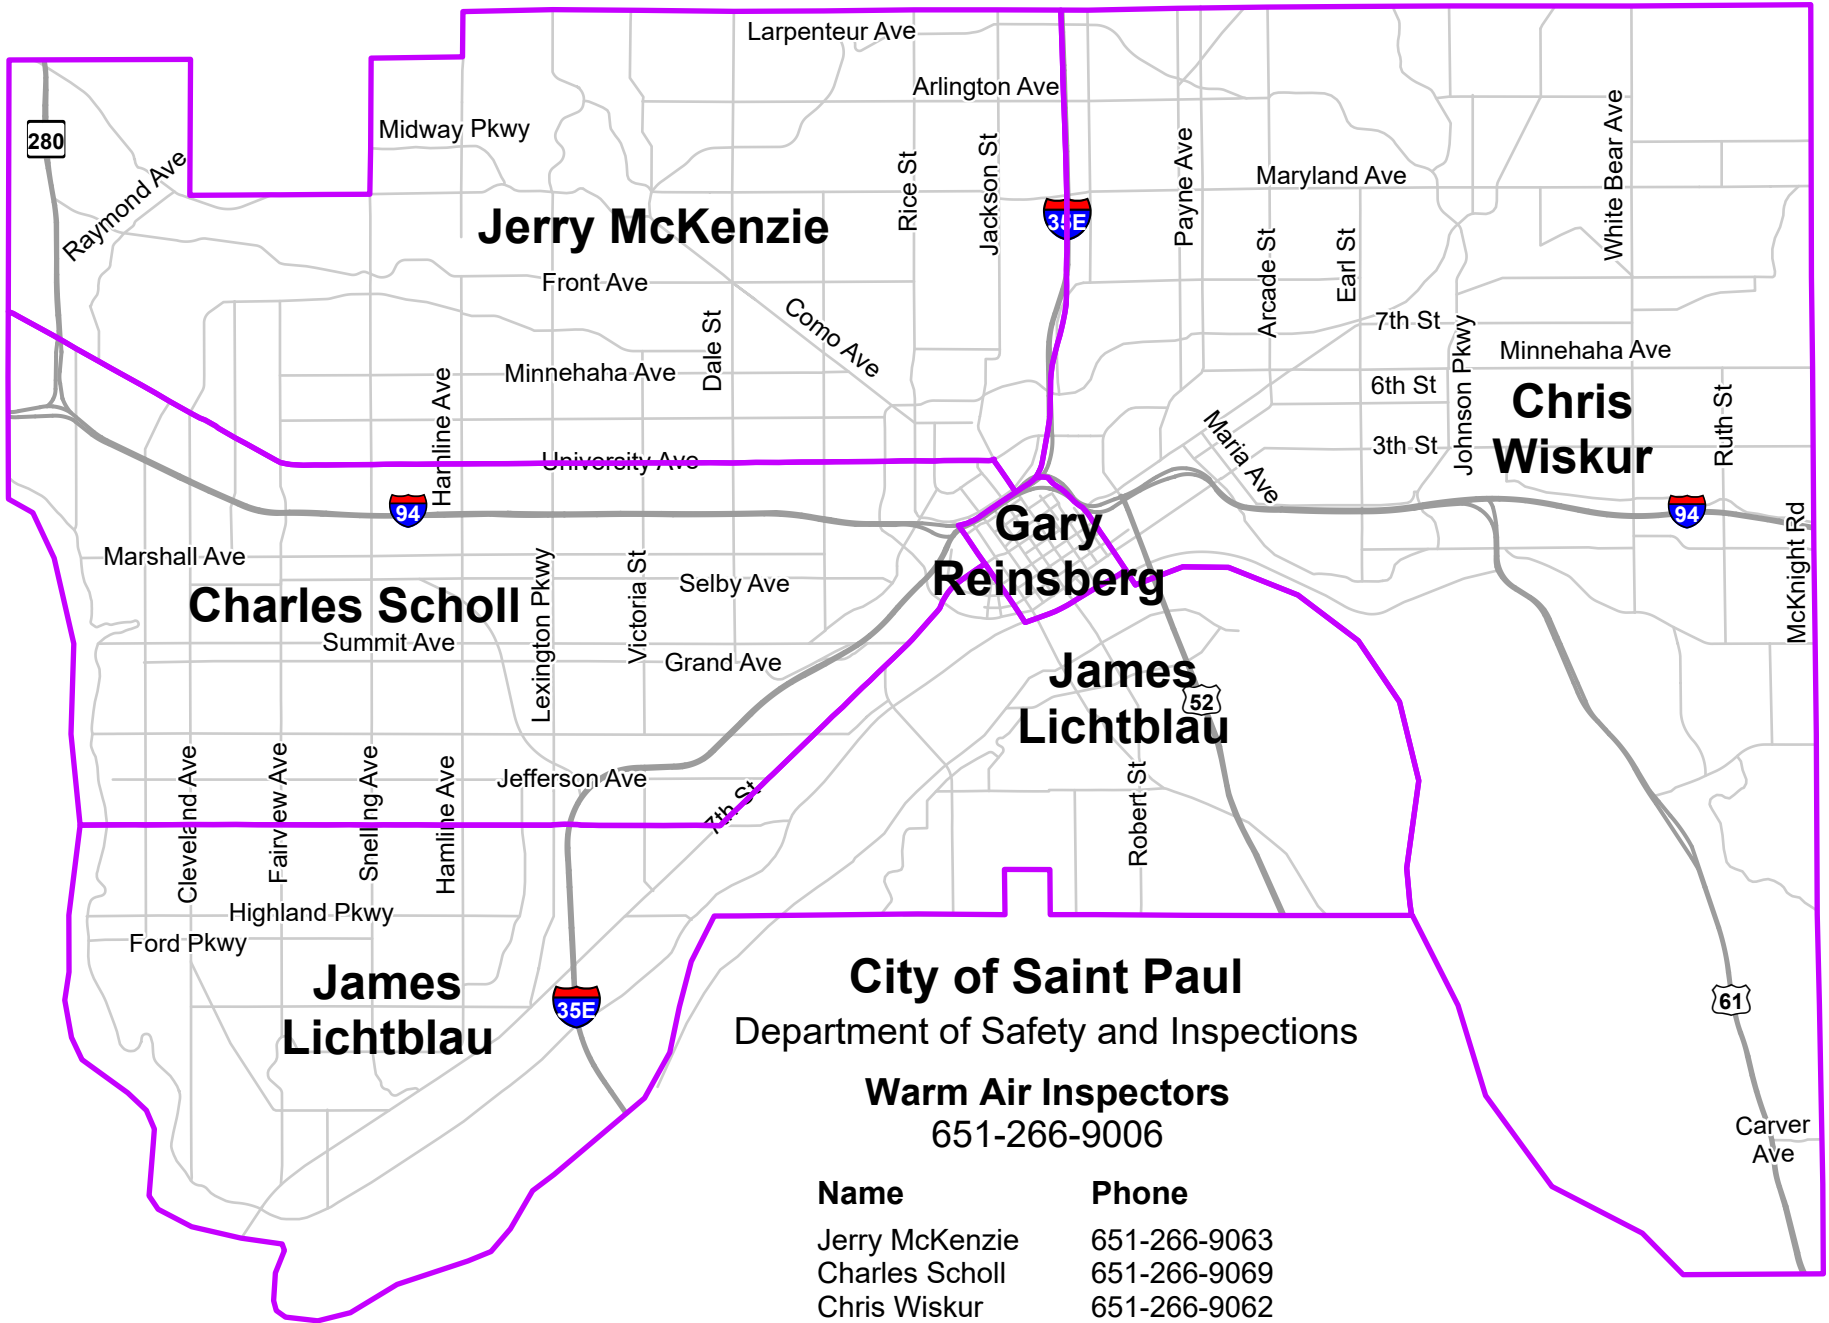 Larpenteur Ave
Arlington Ave
280
Midway Pkwy
Raymond Ave
Rice St
Jackson St
35E
Payne Ave
Maryland Ave
White Bear Ave
Jerry McKenzie
Arcade St
Earl St
Front Ave
Como Ave
Dale St
7th St
Johnson Pkwy
Minnehaha Ave
Minnehaha Ave
6th St
Chris
Wiskur
Ruth St
Hamline Ave
Maria Ave
3th St
University Ave
94
94
Gary
Reinsberg
McKnight Rd
Marshall Ave
Lexington Pkwy
Victoria St
Selby Ave
Charles Scholl
Summit Ave
Grand Ave
James
Lichtblau
52
Cleveland Ave
Fairview Ave
Snelling Ave
Hamline Ave
Jefferson Ave
7th St
Robert St
Highland Pkwy
Ford Pkwy
James
Lichtblau
35E
61
City of Saint Paul
Department of Safety and Inspections
Warm Air Inspectors
651-266-9006
Carver
Ave
Name Phone
Jerry McKenzie 651-266-9063
Charles Scholl 651-266-9069
Chris Wiskur 651-266-9062